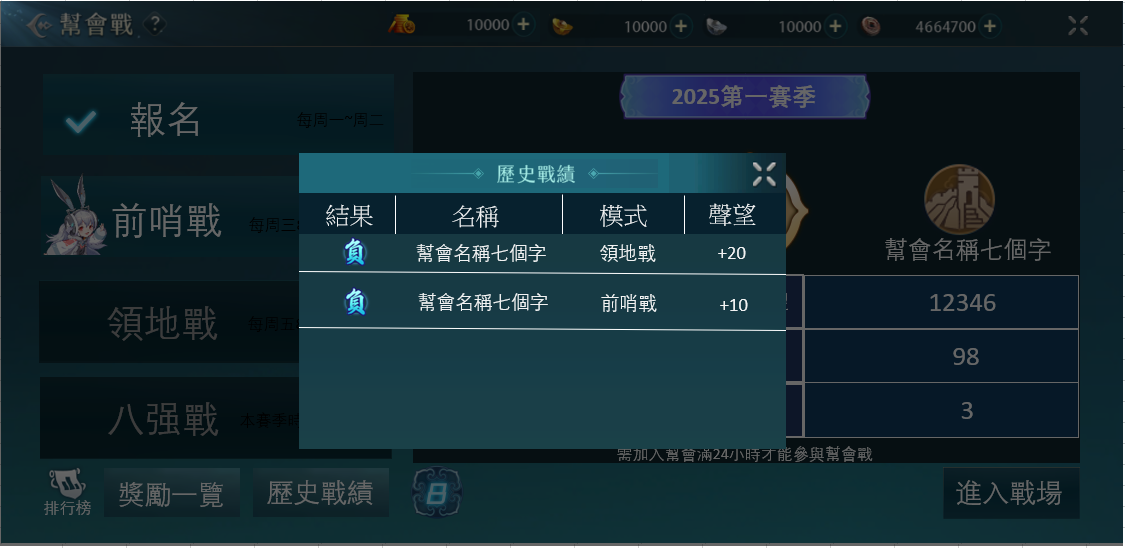 幫會戰 ? 10000 + 10000 + 10000 + 4664700 +
2025第一賽季
報名 每周一~周二
歷史戰績
結果 名稱 模式 聲望
負 幫會名稱七個字 領地戰 +20
負 幫會名稱七個字 前哨戰 +10
前哨戰 每周三
幫會名稱七個字
領地戰 每周五
12346
98
3
八强戰 本賽季
需加入幫會滿24小時才能參與幫會戰
排行榜 獎勵一覽 歷史戰績 8 進入戰場